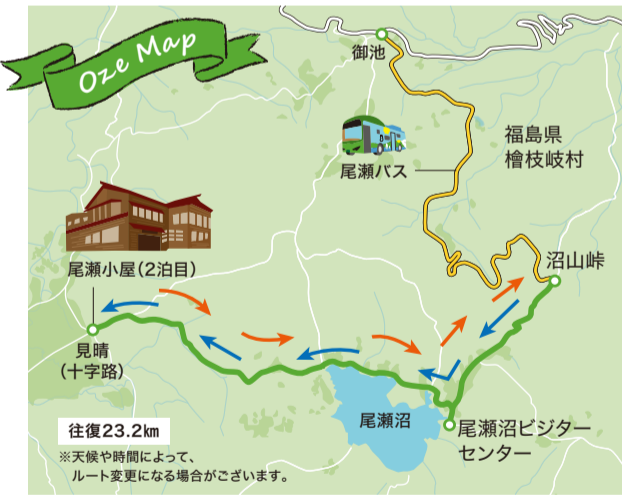 Oze Map
御池
福島県
檜枝岐村
尾瀬バス
尾瀬小屋(2泊目)
沼山峠
見晴
(十字路)
尾瀬沼
尾瀬沼ビジター
センター
往復23.2km
※天候や時間によって、
ルート変更になる場合がございます。